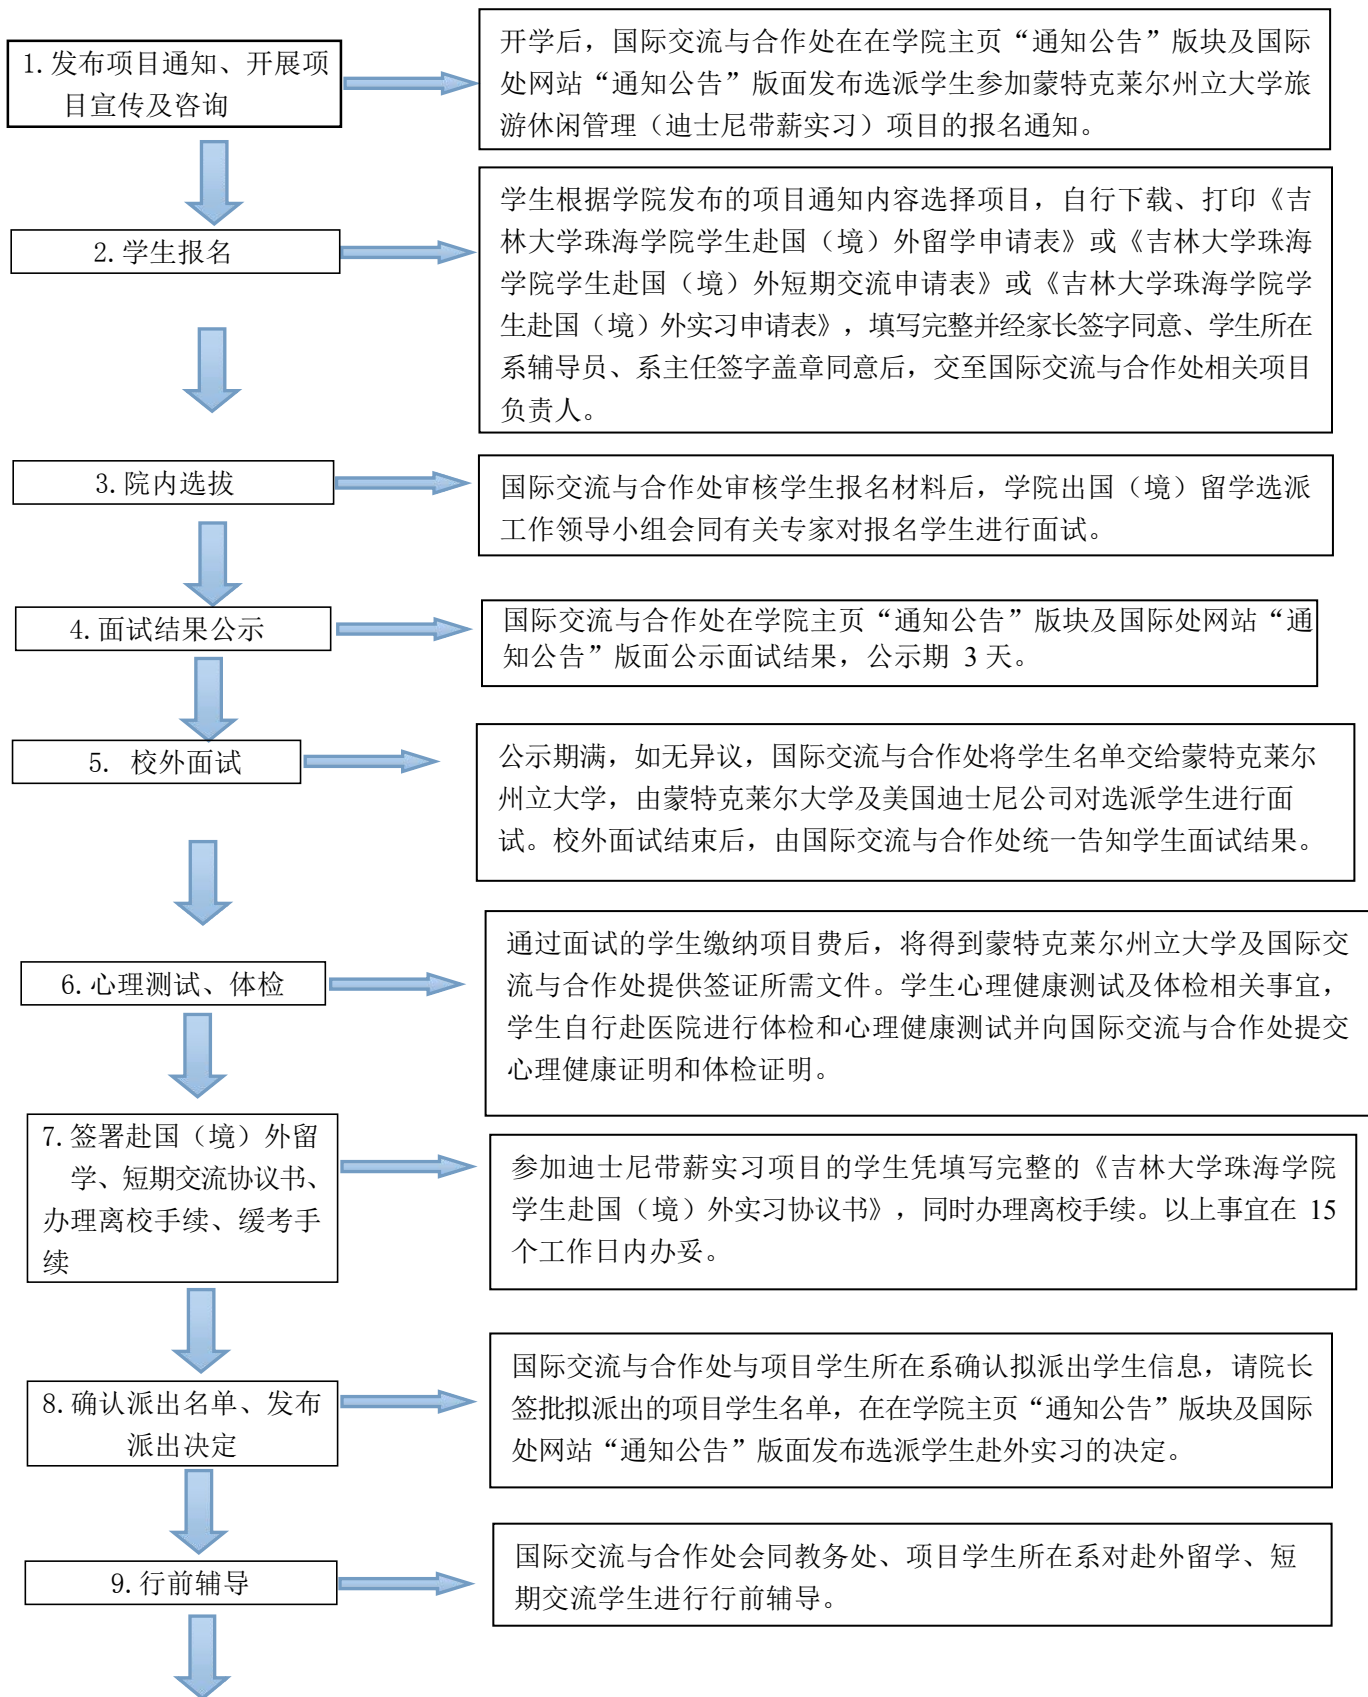 1.发布项目通知、开展项
目宣传及咨询
开学后，国际交流与合作处在在学院主页“通知公告”版块及国际
处网站“通知公告”版面发布选派学生参加蒙特克莱尔州立大学旅
游休闲管理（迪士尼带薪实习）项目的报名通知。
2.学生报名
学生根据学院发布的项目通知内容选择项目，自行下载、打印《吉
林大学珠海学院学生赴国（境）外留学申请表》或《吉林大学珠海
学院学生赴国（境）外短期交流申请表》或《吉林大学珠海学院学
生赴国（境）外实习申请表》，填写完整并经家长签字同意、学生所在
系辅导员、系主任签字盖章同意后，交至国际交流与合作处相关项目
负责人。
3.院内选拔
国际交流与合作处审核学生报名材料后，学院出国（境）留学选派
工作领导小组会同有关专家对报名学生进行面试。
4.面试结果公示
国际交流与合作处在学院主页“通知公告”版块及国际处网站“通
知公告”版面公示面试结果，公示期 3 天。
5. 校外面试
公示期满，如无异议，国际交流与合作处将学生名单交给蒙特克莱尔
州立大学，由蒙特克莱尔大学及美国迪士尼公司对选派学生进行面
试。校外面试结束后，由国际交流与合作处统一告知学生面试结果。
6.心理测试、体检
通过面试的学生缴纳项目费后，将得到蒙特克莱尔州立大学及国际交
流与合作处提供签证所需文件。学生心理健康测试及体检相关事宜，
学生自行赴医院进行体检和心理健康测试并向国际交流与合作处提交
心理健康证明和体检证明。
7.签署赴国（境）外留
学、短期交流协议书、
办理离校手续、缓考手
续
参加迪士尼带薪实习项目的学生凭填写完整的《吉林大学珠海学院
学生赴国（境）外实习协议书》，同时办理离校手续。以上事宜在 15
个工作日内办妥。
8.确认派出名单、发布
派出决定
国际交流与合作处与项目学生所在系确认拟派出学生信息，请院长
签批拟派出的项目学生名单，在在学院主页“通知公告”版块及国际
处网站“通知公告”版面发布选派学生赴外实习的决定。
9.行前辅导
国际交流与合作处会同教务处、项目学生所在系对赴外留学、短
期交流学生进行行前辅导。